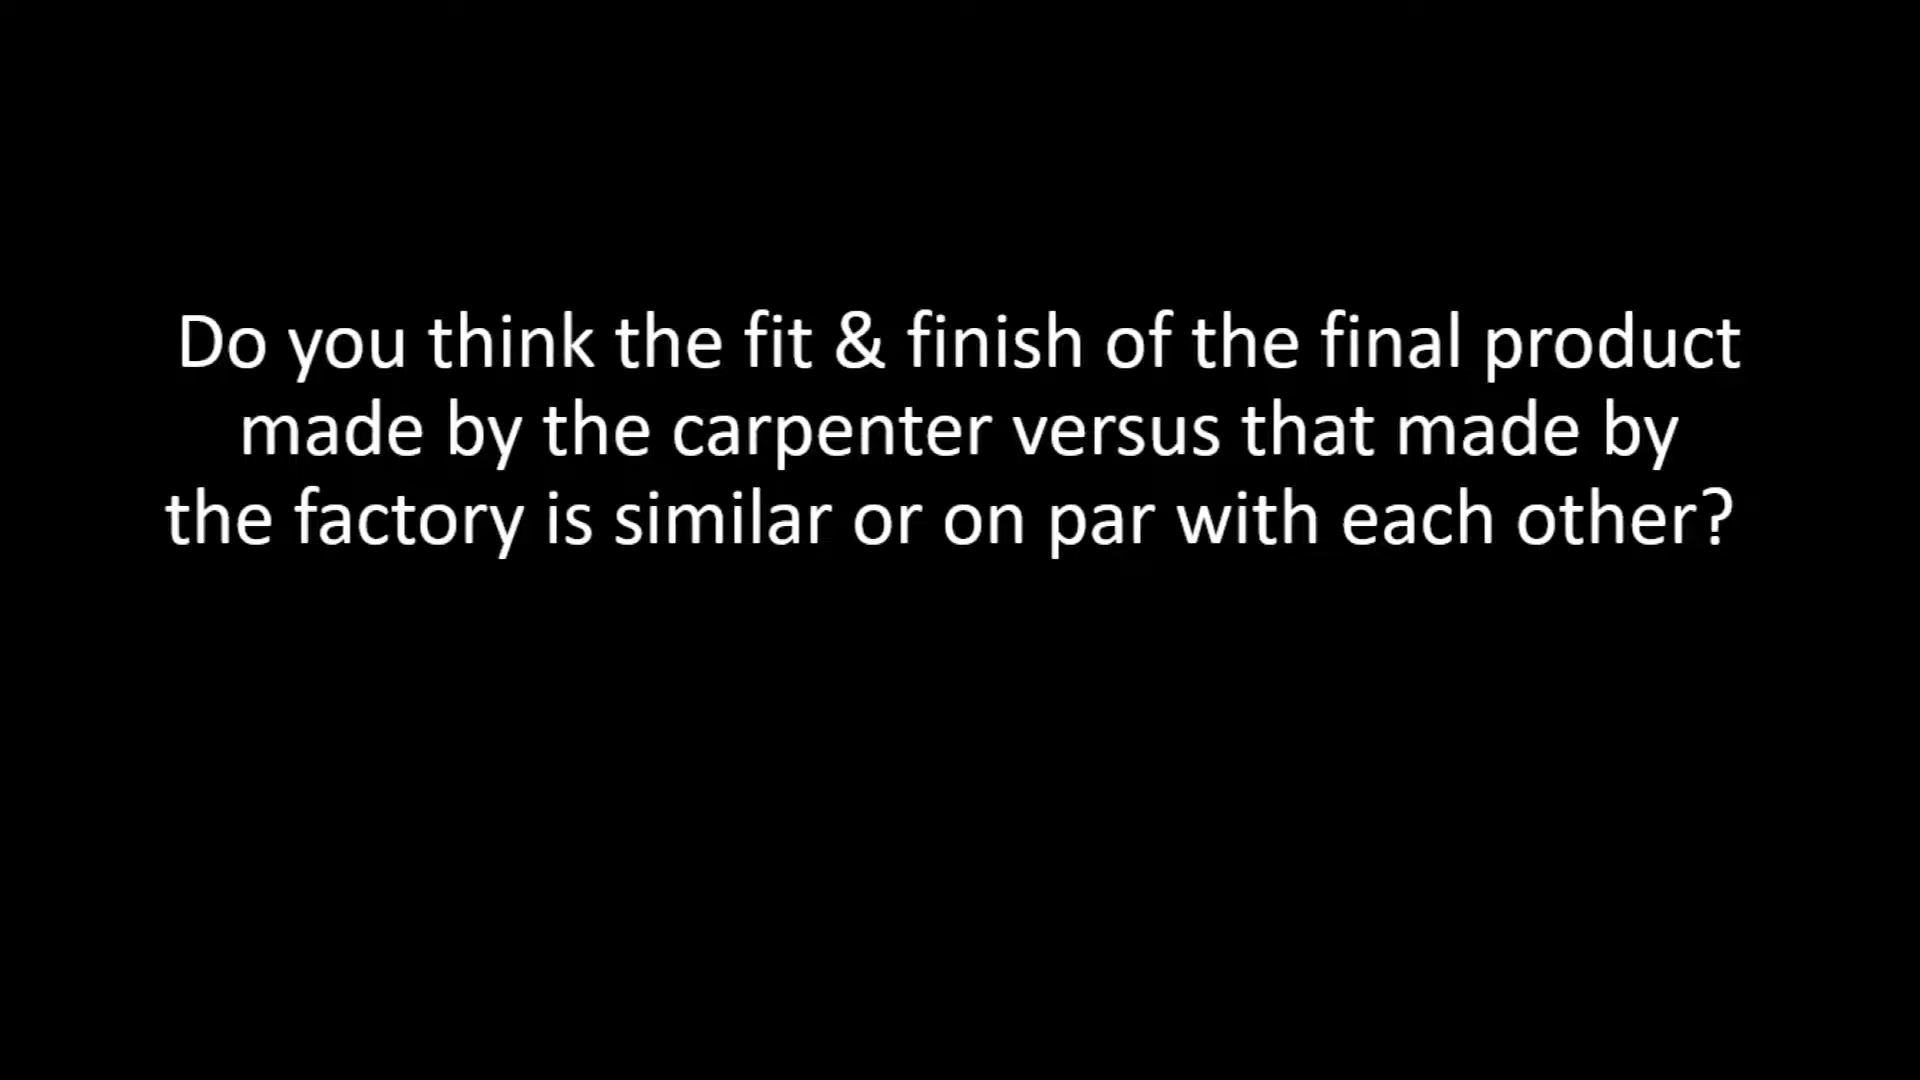 Do you think the fit & finish of the final product
made by the carpenter versus that made by
the factory is similar or on par with each other?